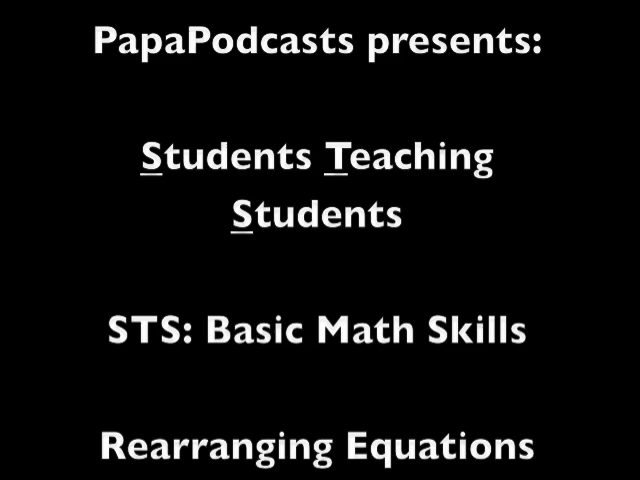 PapaPodcasts presents:
Students Teaching
Students
STS: Basic Math Skills
Rearranging Equations